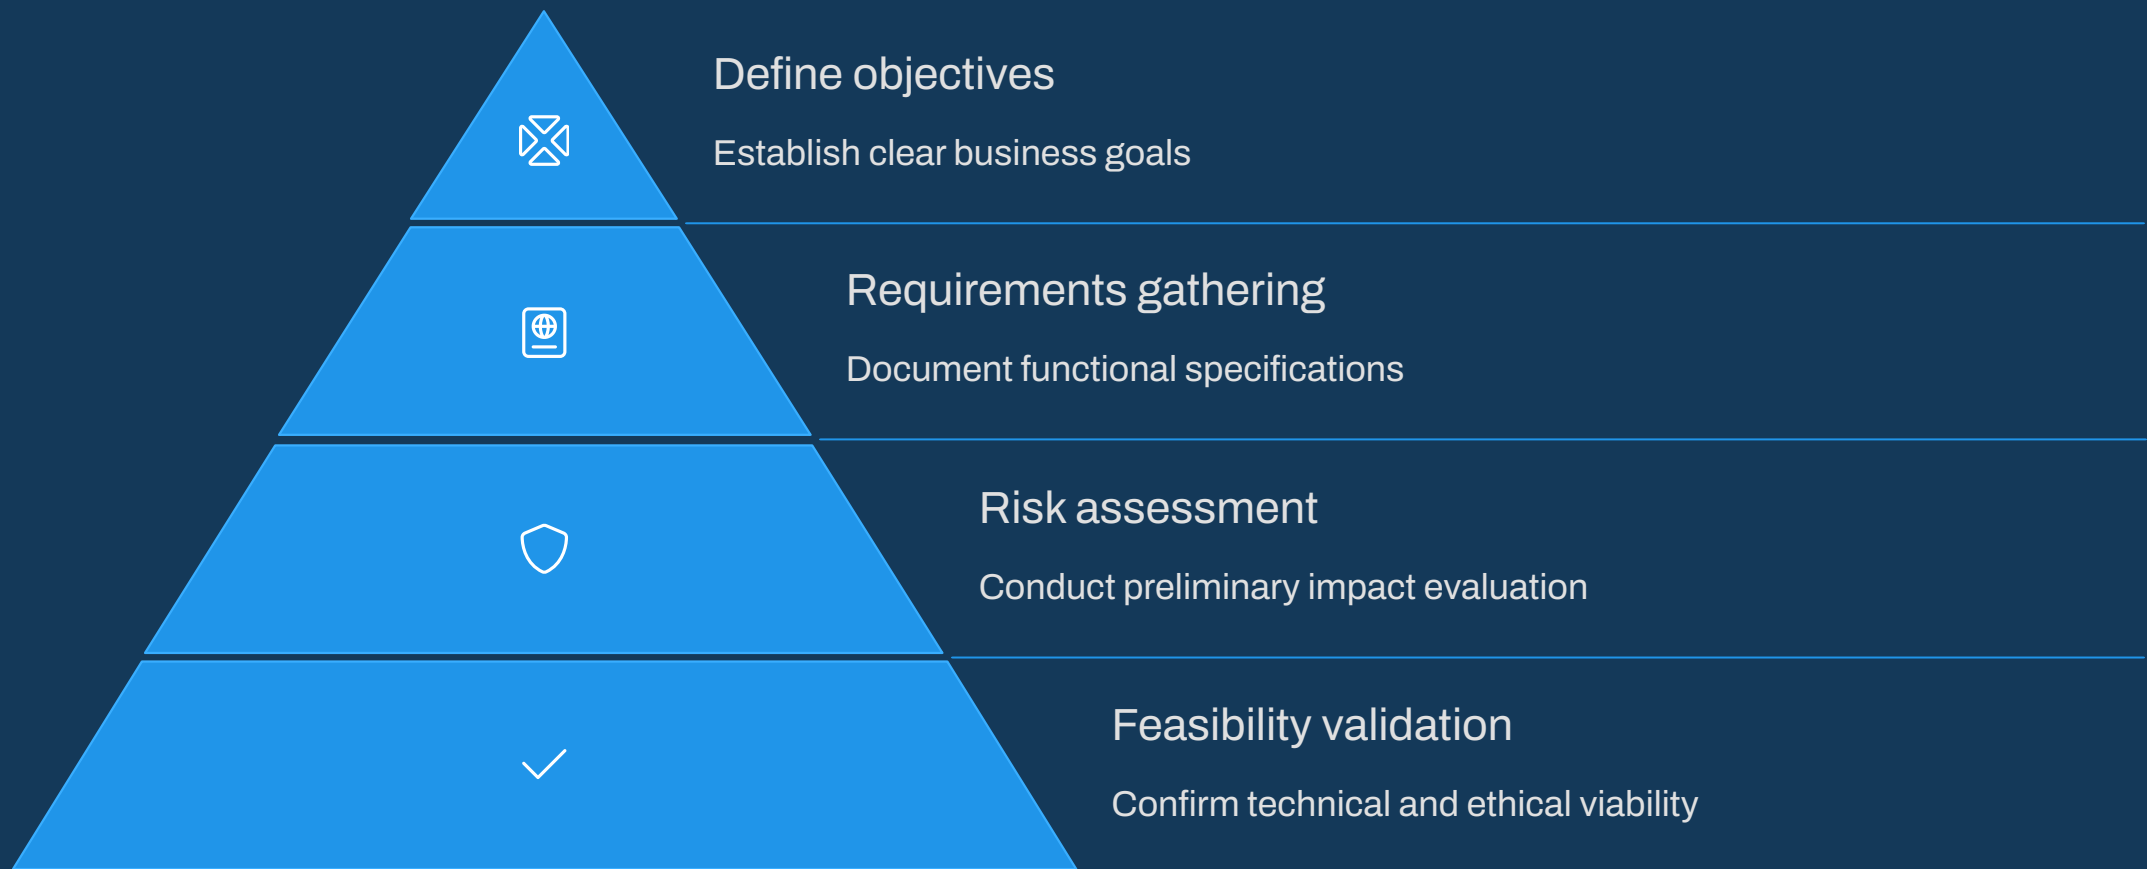 Define objectives
Establish clear business goals
Requirements gathering
Document functional specifications
Risk assessment
Conduct preliminary impact evaluation
Feasibility validation
Confirm technical and ethical viability